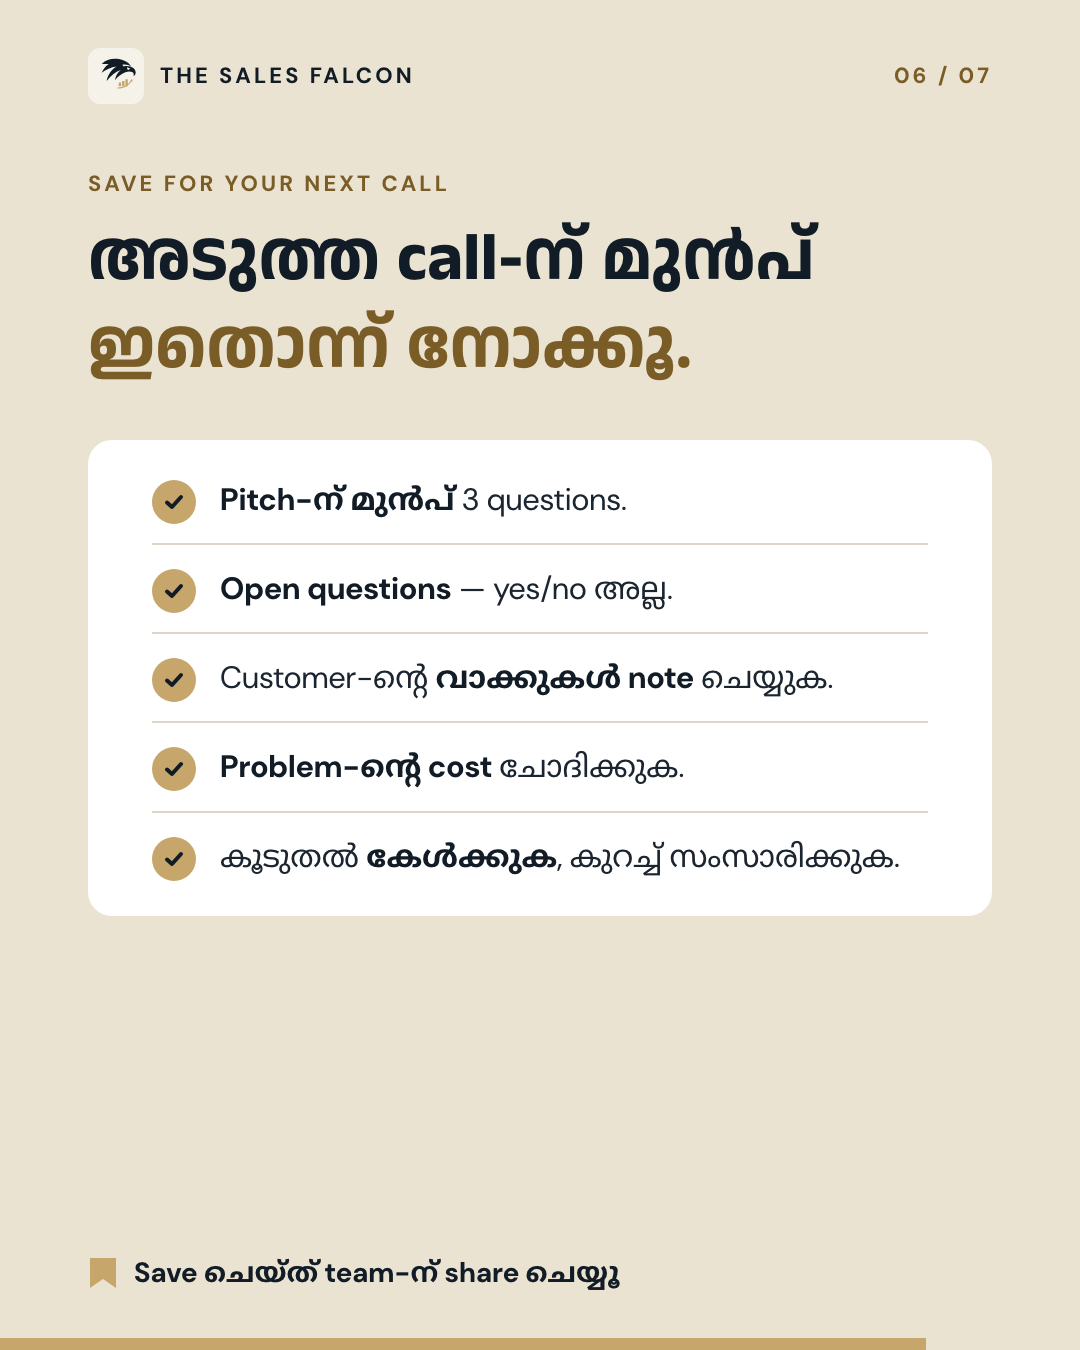 THE SALES FALCON
06 / 07
SAVE FOR YOUR NEXT CALL
അടുത്ത call-ന് മുൻപ്
ഇതൊന്ന് നോക്കൂ.
Pitch-ന് മുൻപ് 3 questions.
Open questions — yes/no അല്ല.
Customer-ന്റെ വാക്കുകൾ note ചെയ്യുക.
Problem-ന്റെ cost ചോദിക്കുക.
കൂടുതൽ കേൾക്കുക, കുറച്ച് സംസാരിക്കുക.
Save ചെയ്ത് team-ന് share ചെയ്യൂ